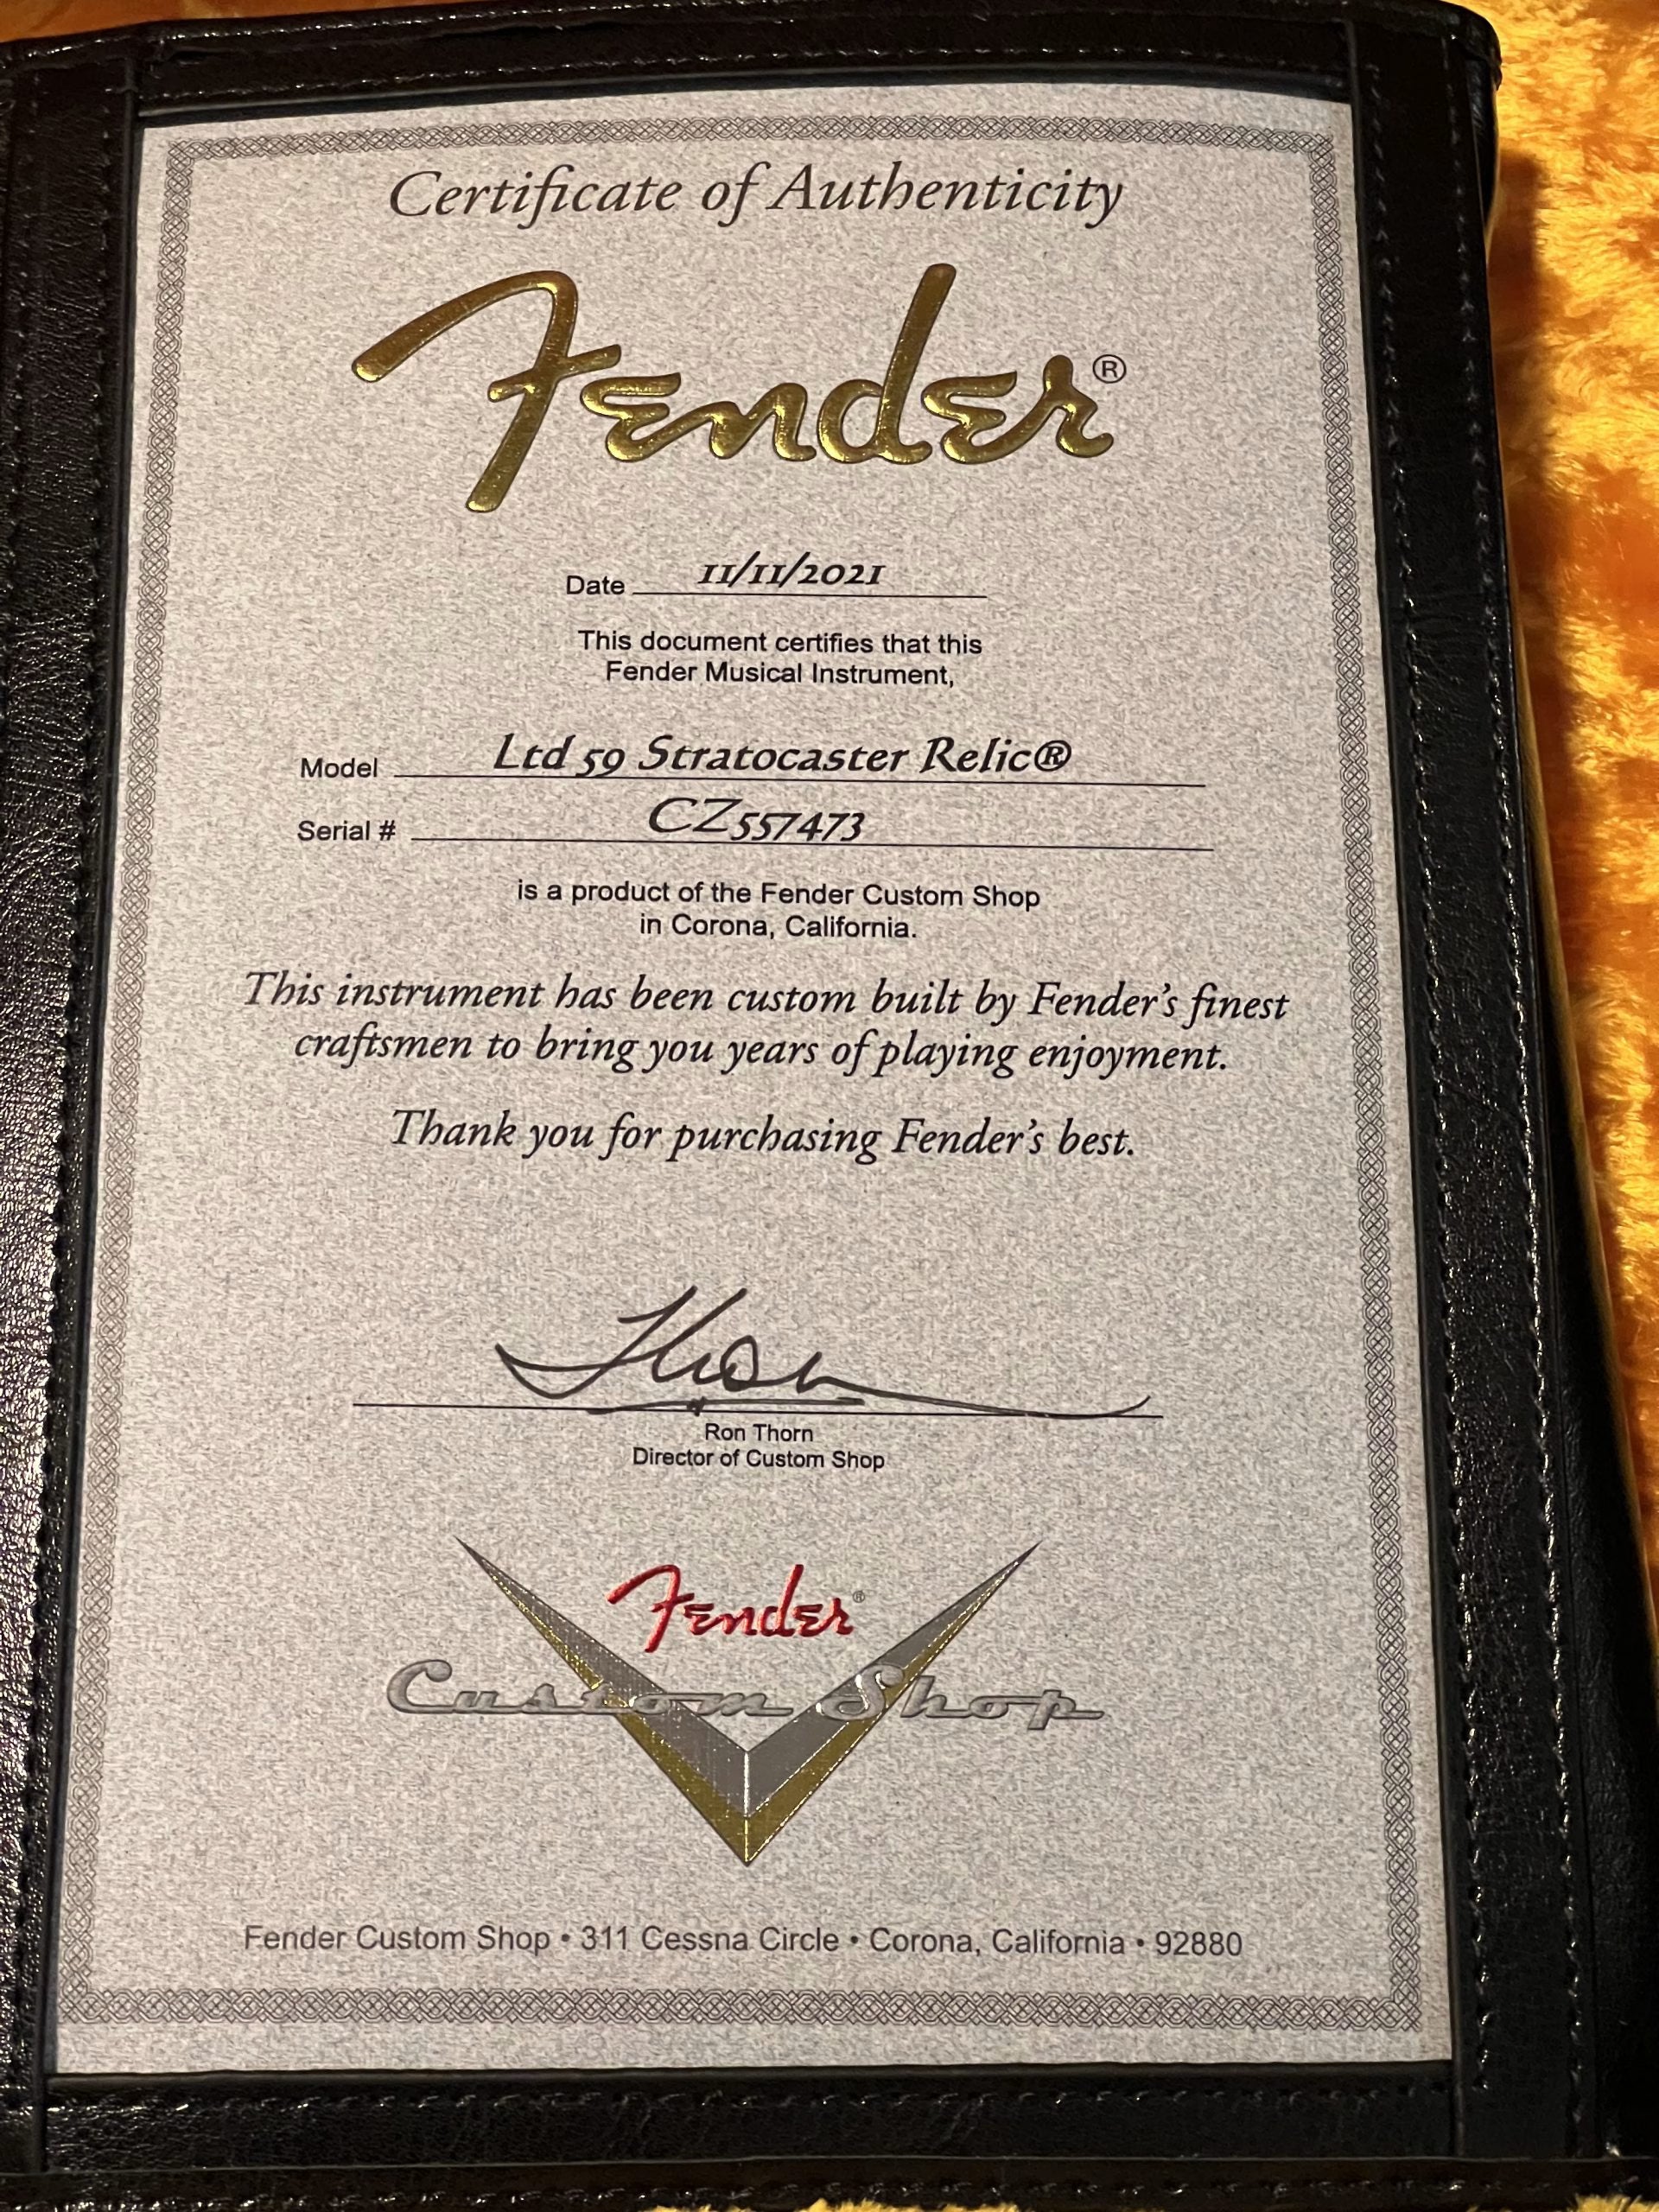 Certificate of Authenticity
Fender®
Date 11/11/2021
This document certifies that this
Fender Musical Instrument,
Model Ltd 59 Stratocaster Relic®
Serial # CZ557473
is a product of the Fender Custom Shop
in Corona, California.
This instrument has been custom built by Fender's finest
craftsmen to bring you years of playing enjoyment.
Thank you for purchasing Fender's best.
Thorn
Ron Thorn
Director of Custom Shop
Fender®
Custom Shop
Fender Custom Shop • 311 Cessna Circle • Corona, California • 92880